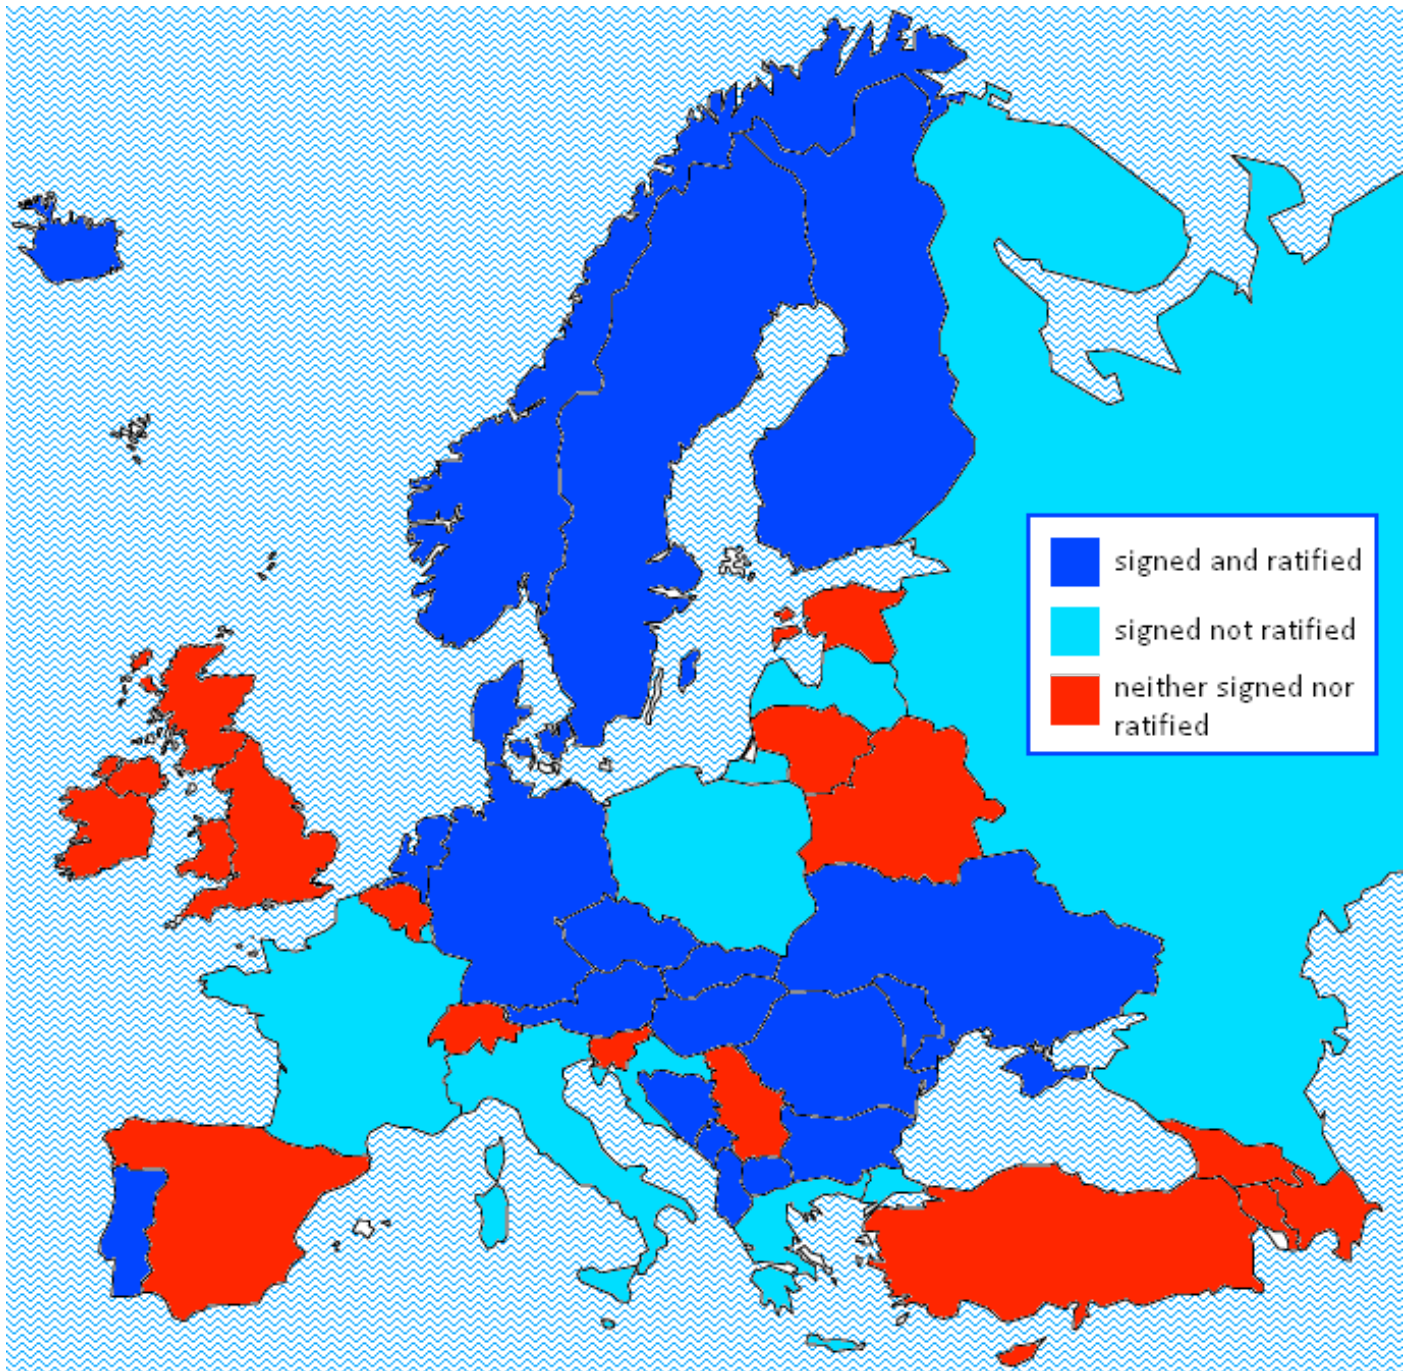 signed and ratified
signed not ratified
neither signed nor
ratified